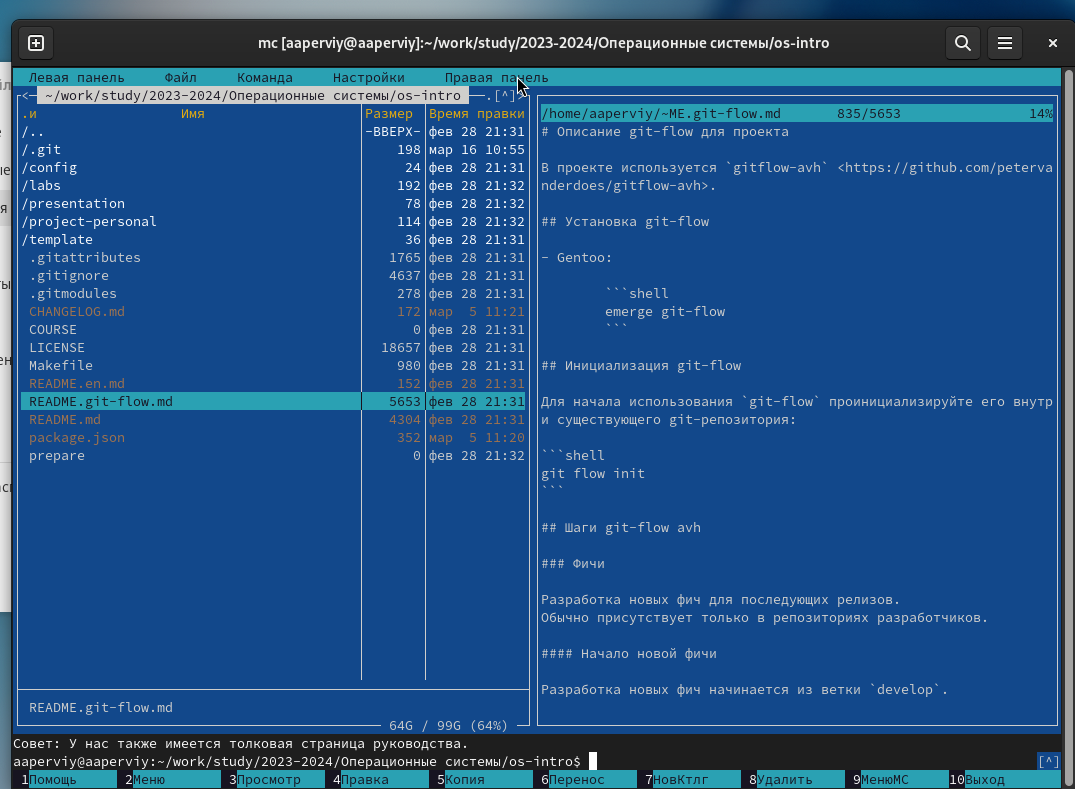 mc [aaperviy@aaperviy]:~/work/study/2023-2024/Операционные системы/os-intro
Левая панель Файл Команда Настройки Правая панель
<─ ~/work/study/2023-2024/Операционные системы/os-intro ──.[^]>
.и Имя Размер Время правки
/.. -ВВЕРХ- фев 28 21:31
/.git 198 мар 16 10:55
/config 24 фев 28 21:31
/labs 192 фев 28 21:32
/presentation 78 фев 28 21:32
/project-personal 114 фев 28 21:32
/template 36 фев 28 21:31
.gitattributes 1765 фев 28 21:31
.gitignore 4637 фев 28 21:31
.gitmodules 278 фев 28 21:31
CHANGELOG.md 172 мар 5 11:21
COURSE 0 фев 28 21:31
LICENSE 18657 фев 28 21:31
Makefile 980 фев 28 21:31
README.en.md 152 фев 28 21:31
README.git-flow.md 5653 фев 28 21:31
README.md 4304 фев 28 21:31
package.json 352 мар 5 11:20
prepare 0 фев 28 21:32
README.git-flow.md
64G / 99G (64%)
/home/aaperviy/~ME.git-flow.md 835/5653 14%
# Описание git-flow для проекта
В проекте используется `gitflow-avh` <https://github.com/peterva
nderdoes/gitflow-avh>.
## Установка git-flow
- Gentoo:
```shell
emerge git-flow
```
## Инициализация git-flow
Для начала использования `git-flow` проинициализируйте его внутр
и существующего git-репозитория:
```shell
git flow init
```
## Шаги git-flow avh
### Фичи
Разработка новых фич для последующих релизов.
Обычно присутствует только в репозиториях разработчиков.
#### Начало новой фичи
Разработка новых фич начинается из ветки `develop`.
Совет: У нас также имеется толковая страница руководства.
aaperviy@aaperviy:~/work/study/2023-2024/Операционные системы/os-intro$ [^]
1Помощь 2Меню 3Просмотр 4Правка 5Копия 6Перенос 7НовКтлг 8Удалить 9МенюМС 10Выход